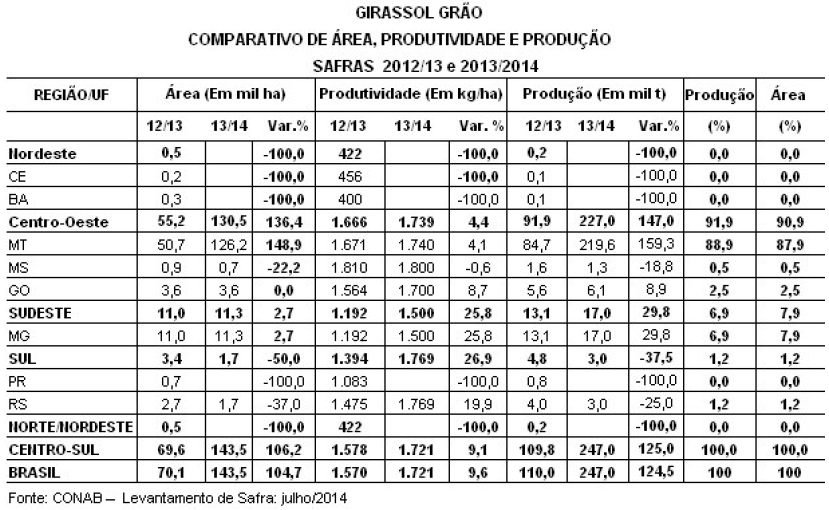 GIRASSOL GRÃO
COMPARATIVO DE ÁREA, PRODUTIVIDADE E PRODUÇÃO
SAFRAS 2012/13 e 2013/2014
REGIÃO/UF Área (Em mil ha) Produtividade (Em kg/ha) Produção (Em mil t) Produção Área
12/13 13/14 Var.% 12/13 13/14 Var. % 12/13 13/14 Var.% (%) (%)
Nordeste 0,5 -100,0 422 -100,0 0,2 -100,0 0,0 0,0
CE 0,2 -100,0 456 -100,0 0,1 -100,0 0,0 0,0
BA 0,3 -100,0 400 -100,0 0,1 -100,0 0,0 0,0
Centro-Oeste 55,2 130,5 136,4 1.666 1.739 4,4 91,9 227,0 147,0 91,9 90,9
MT 50,7 126,2 148,9 1.671 1.740 4,1 84,7 219,6 159,3 88,9 87,9
MS 0,9 0,7 -22,2 1.810 1.800 -0,6 1,6 1,3 -18,8 0,5 0,5
GO 3,6 3,6 0,0 1.564 1.700 8,7 5,6 6,1 8,9 2,5 2,5
SUDESTE 11,0 11,3 2,7 1.192 1.500 25,8 13,1 17,0 29,8 6,9 7,9
MG 11,0 11,3 2,7 1.192 1.500 25,8 13,1 17,0 29,8 6,9 7,9
SUL 3,4 1,7 -50,0 1.394 1.769 26,9 4,8 3,0 -37,5 1,2 1,2
PR 0,7 -100,0 1.083 -100,0 0,8 -100,0 0,0 0,0
RS 2,7 1,7 -37,0 1.475 1.769 19,9 4,0 3,0 -25,0 1,2 1,2
NORTE/NORDESTE 0,5 -100,0 422 -100,0 0,2 -100,0 0,0 0,0
CENTRO-SUL 69,6 143,5 106,2 1.578 1.721 9,1 109,8 247,0 125,0 100,0 100,0
BRASIL 70,1 143,5 104,7 1.570 1.721 9,6 110,0 247,0 124,5 100 100
Fonte: CONAB – Levantamento de Safra: julho/2014